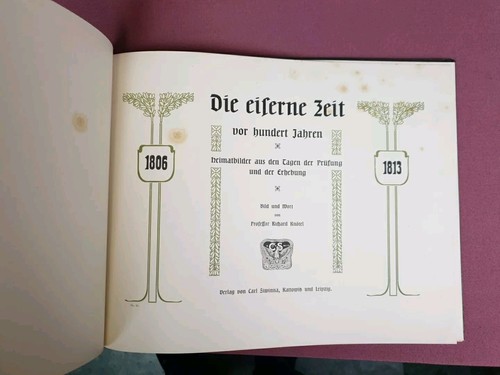 Die eiſerne Zeit
vor hundert Jahren
Heimatbilder aus den Tagen der Prüfung
und der Erhebung
1806
1813
Bild und Wort
von
Profeſſor Richard Knötel
C S
Verlag von Carl Siwinna, Kattowitz und Leipzig.